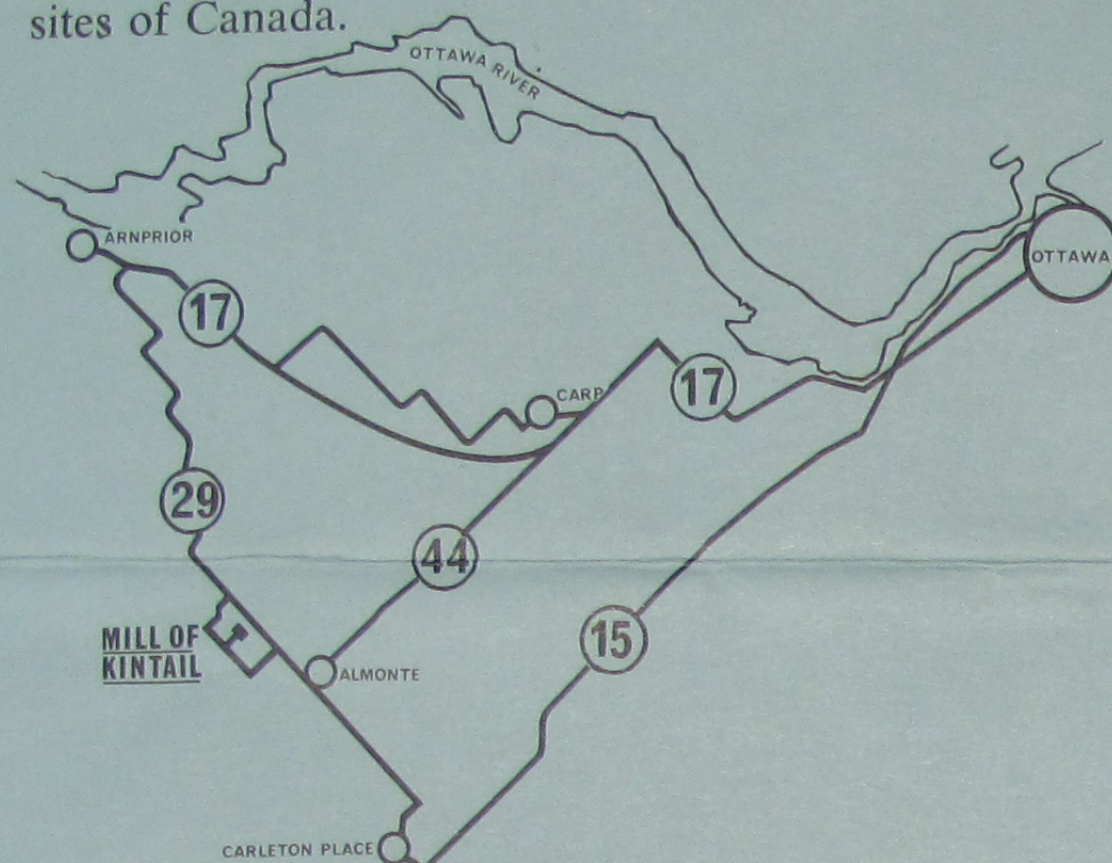 sites of Canada.
OTTAWA RIVER
ARNPRIOR
OTTAWA
17
CARP
17
29
44
MILL OF
KINTAIL
15
ALMONTE
CARLETON PLACE